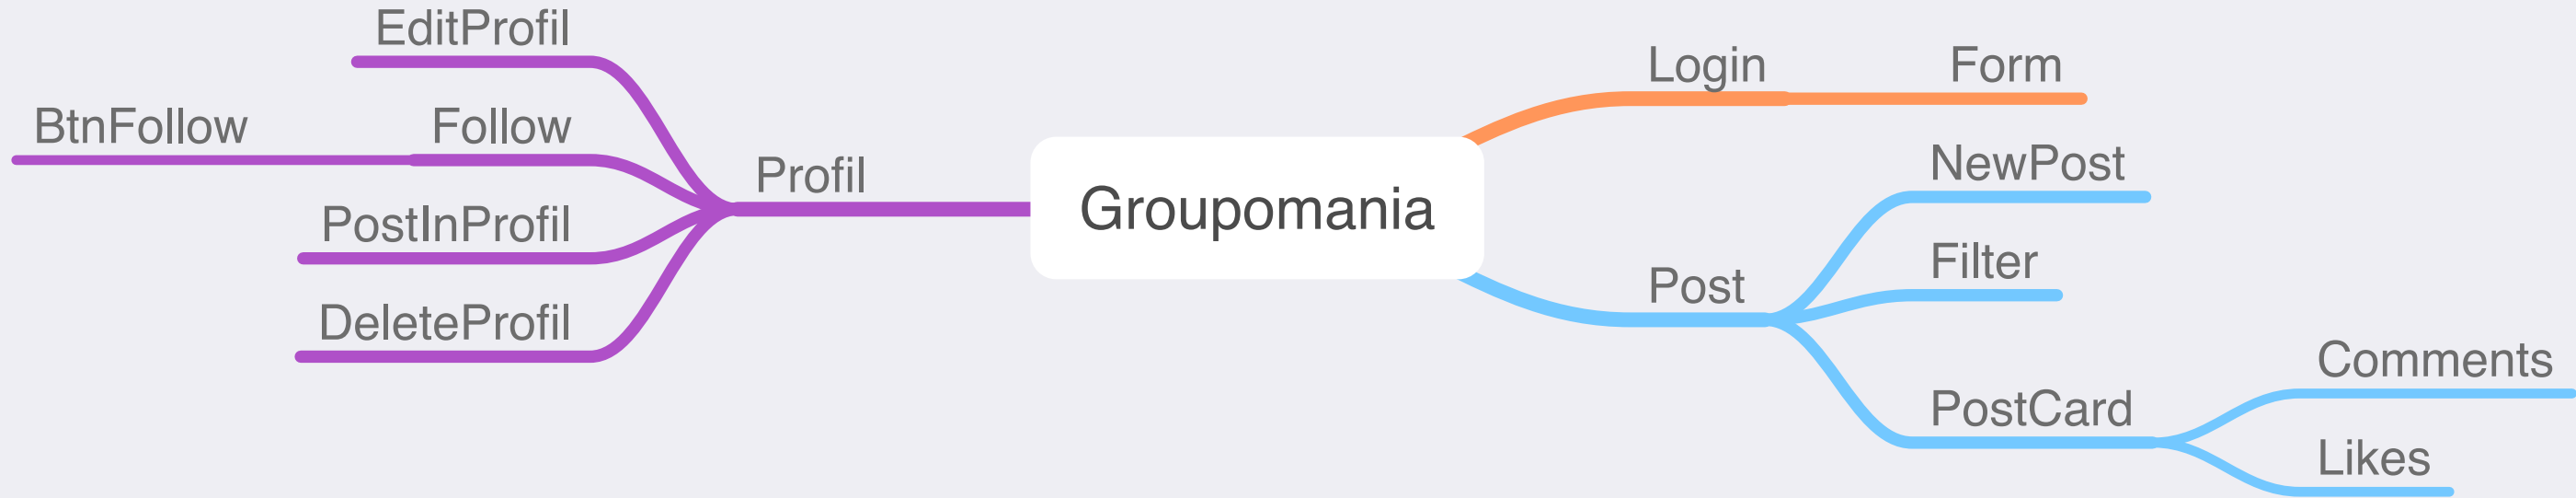 EditProfil
BtnFollow
Follow
PostInProfil
DeleteProfil
Profil
Groupomania
Login
Form
NewPost
Filter
Post
PostCard
Comments
Likes